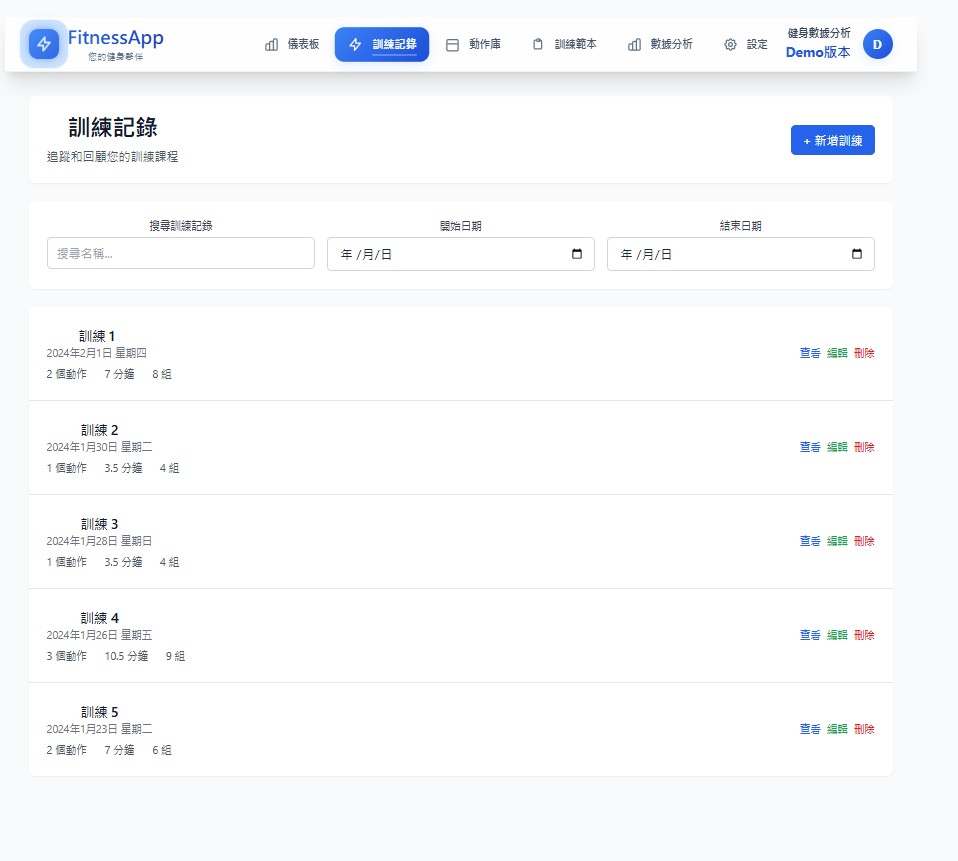 FitnessApp
您的健身夥伴
儀表板
訓練記錄
動作庫
訓練範本
數據分析
設定
健身數據分析
Demo版本
D
訓練記錄
追蹤和回顧您的訓練課程
+ 新增訓練
搜尋訓練記錄
開始日期
結束日期
搜尋名稱...
年 /月/日
年 /月/日
訓練 1
2024年2月1日 星期四
2 個動作 7 分鐘 8 組
查看 編輯 刪除
訓練 2
2024年1月30日 星期二
1 個動作 3.5 分鐘 4 組
查看 編輯 刪除
訓練 3
2024年1月28日 星期日
1 個動作 3.5 分鐘 4 組
查看 編輯 刪除
訓練 4
2024年1月26日 星期五
3 個動作 10.5 分鐘 9 組
查看 編輯 刪除
訓練 5
2024年1月23日 星期二
2 個動作 7 分鐘 6 組
查看 編輯 刪除